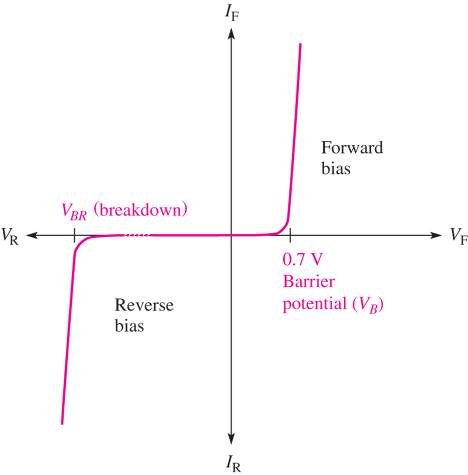 I_F
Forward
bias
V_BR (breakdown)
V_R
V_F
0.7 V
Barrier
potential (V_B)
Reverse
bias
I_R